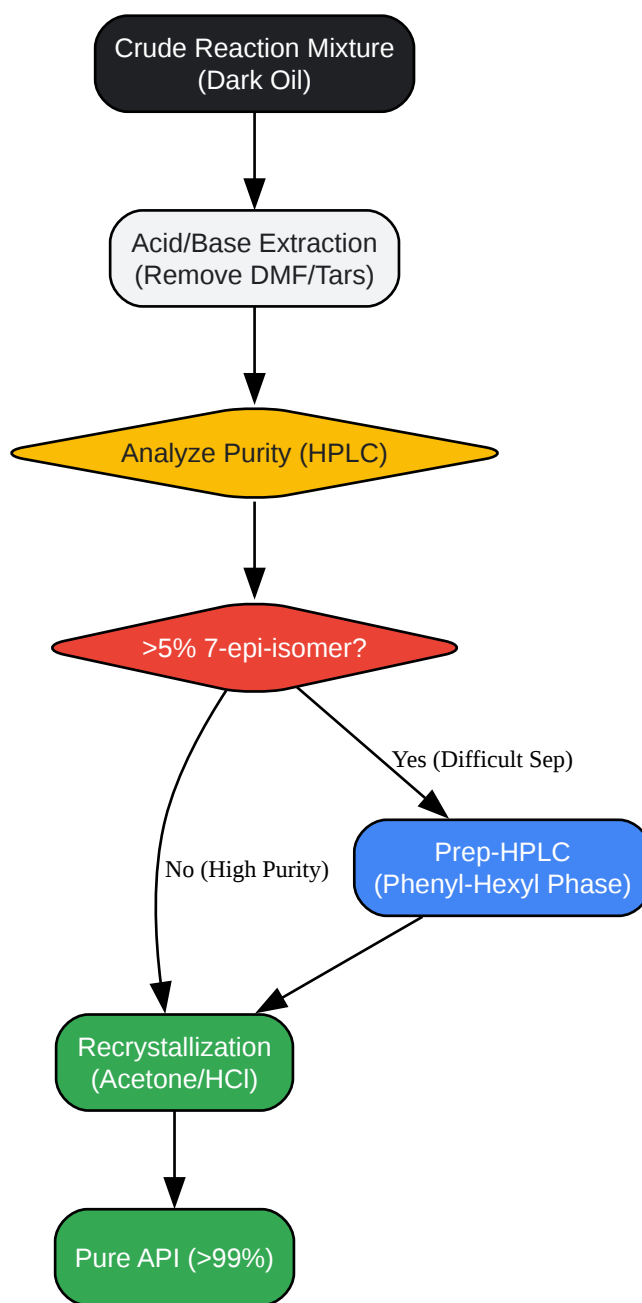 Crude Reaction Mixture
(Dark Oil)
Acid/Base Extraction
(Remove DMF/Tars)
Analyze Purity (HPLC)
>5% 7-epi-isomer?
Yes (Difficult Sep)
Prep-HPLC
(Phenyl-Hexyl Phase)
No (High Purity)
Recrystallization
(Acetone/HCl)
Pure API (>99%)